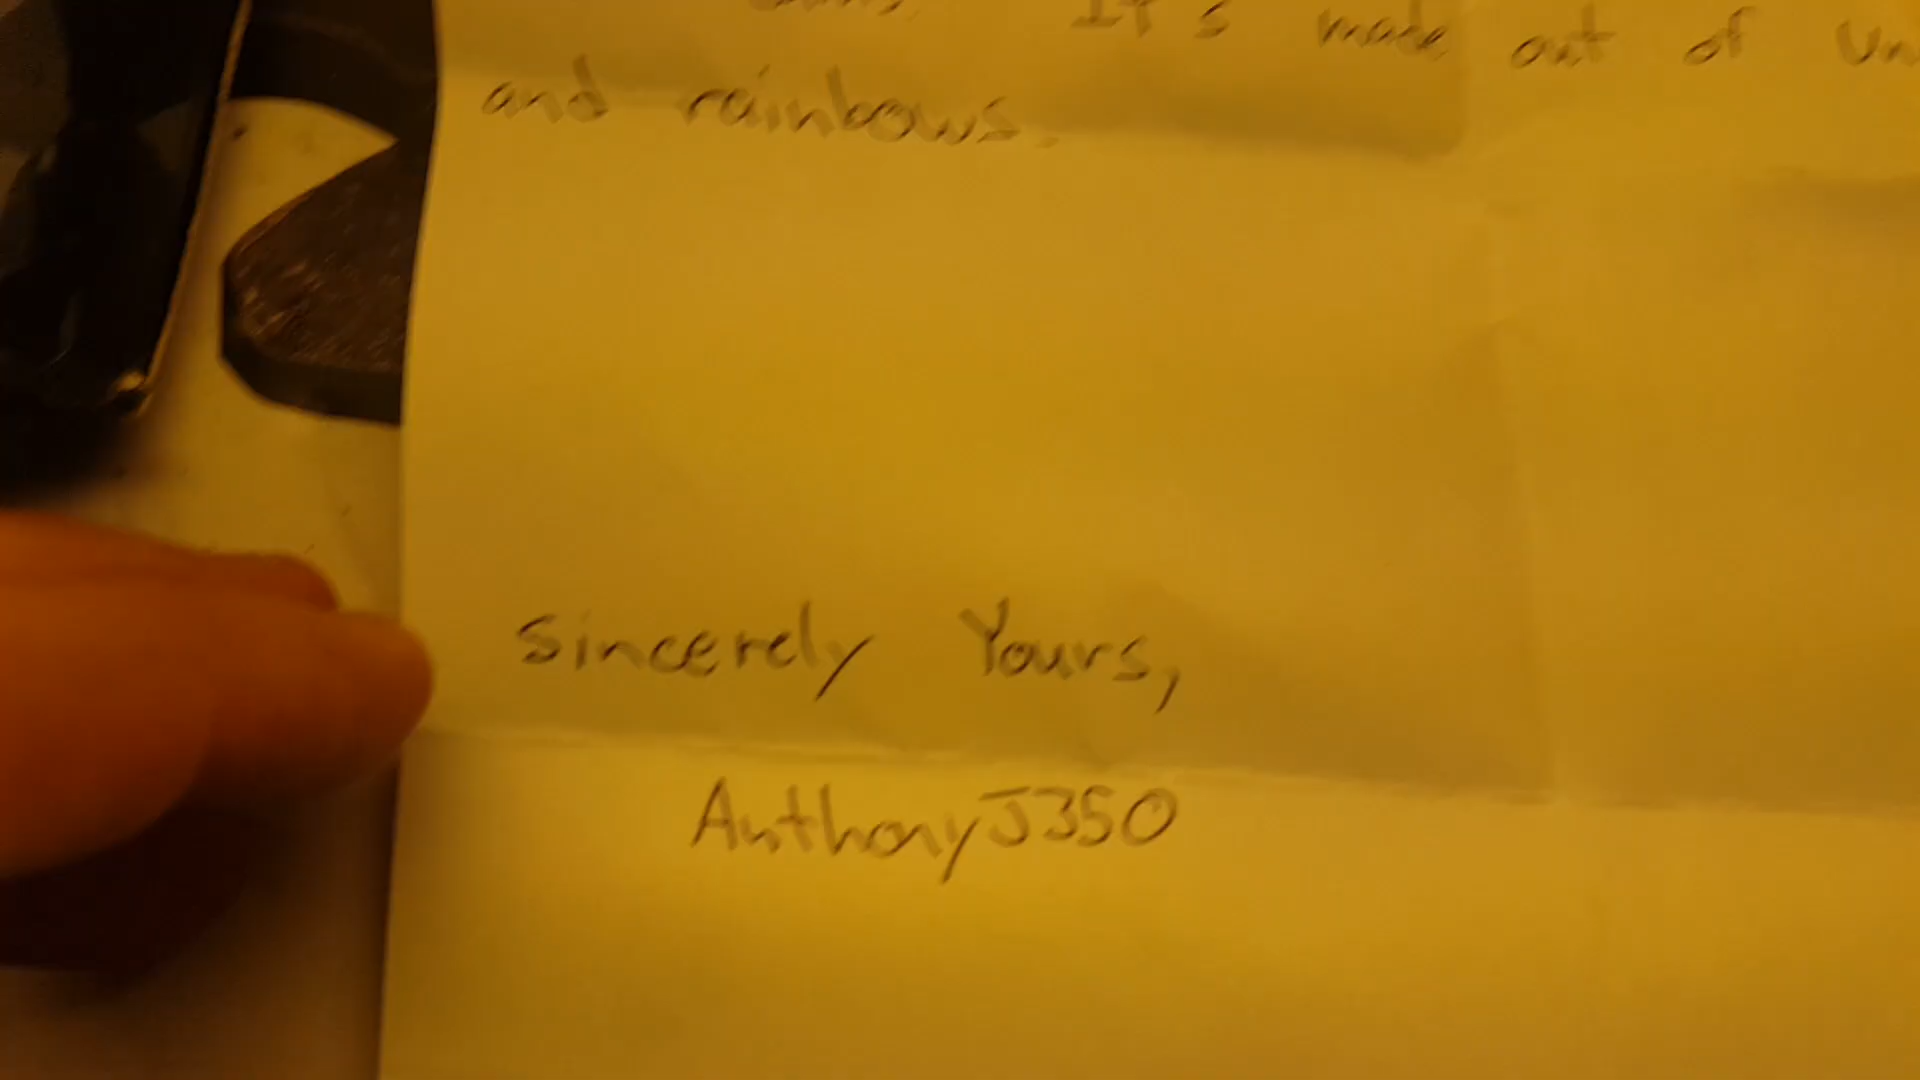 It's made out of
and rainbows.
Sincerely Yours,
AnthonyJ350